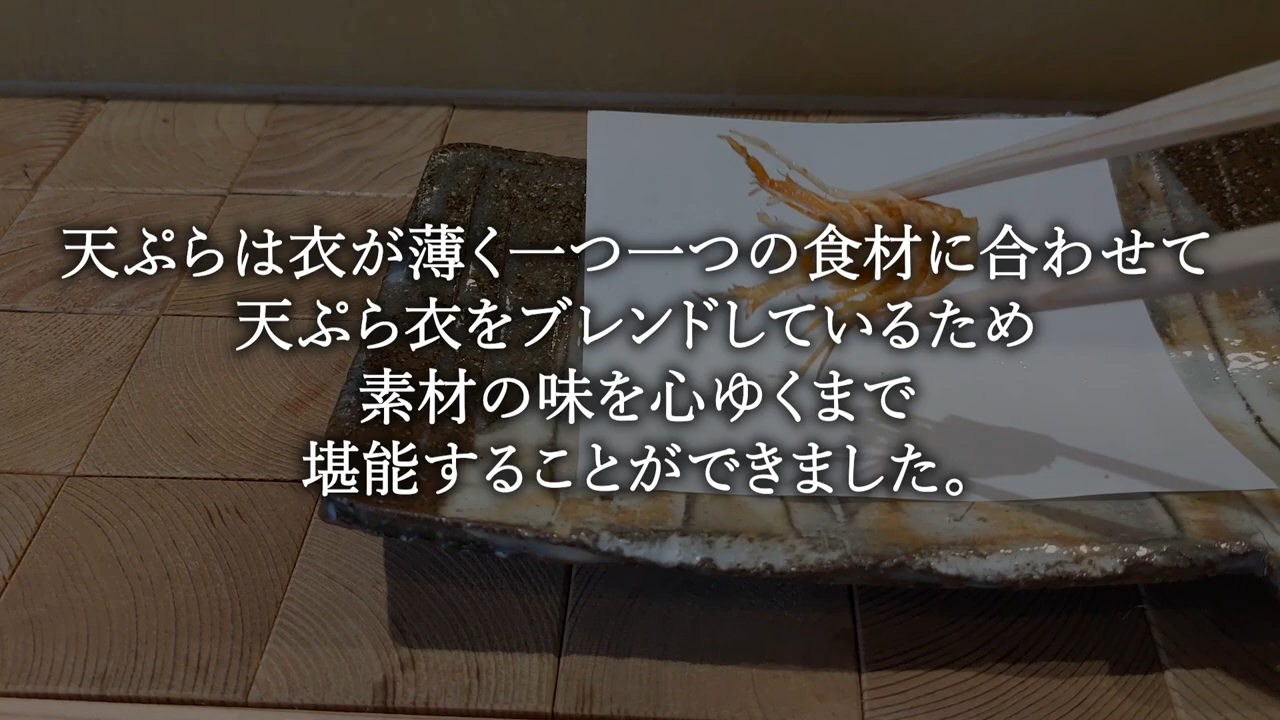 天ぷらは衣が薄く一つ一つの食材に合わせて
天ぷら衣をブレンドしているため
素材の味を心ゆくまで
堪能することができました。